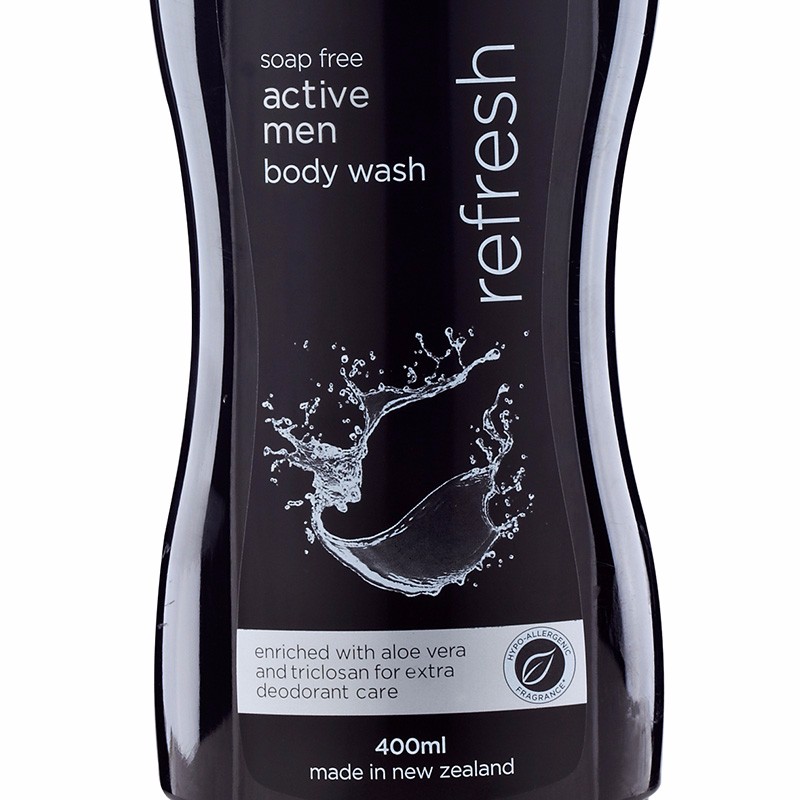 soap free
active
men
body wash
refresh
enriched with aloe vera
and triclosan for extra
deodorant care
HYPO-ALLERGENIC
FRAGRANCE*
400ml
made in new zealand